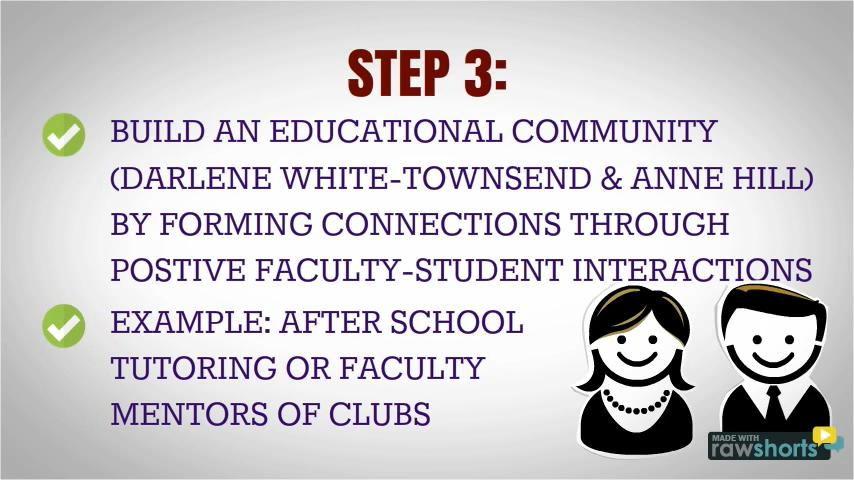 STEP 3:
BUILD AN EDUCATIONAL COMMUNITY
(DARLENE WHITE-TOWNSEND & ANNE HILL)
BY FORMING CONNECTIONS THROUGH
POSTIVE FACULTY-STUDENT INTERACTIONS
EXAMPLE: AFTER SCHOOL
TUTORING OR FACULTY
MENTORS OF CLUBS
MADE WITH
rawshorts